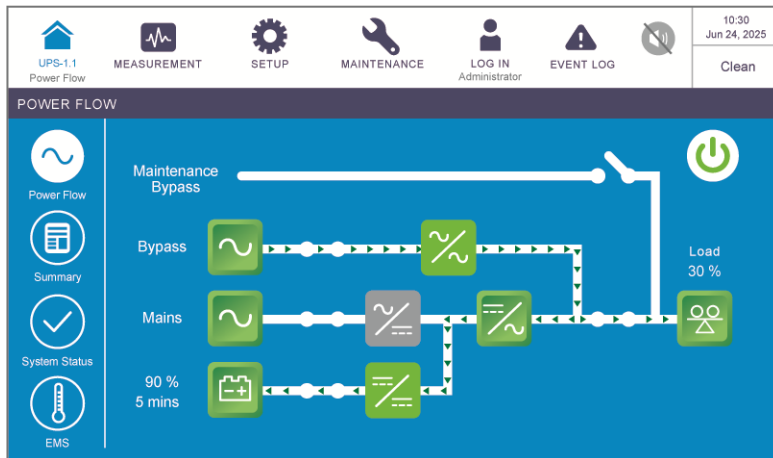 UPS-1.1
Power Flow
MEASUREMENT
SETUP
MAINTENANCE
LOG IN
Administrator
EVENT LOG
10:30
Jun 24, 2025
Clean
POWER FLOW
Power Flow
Summary
System Status
EMS
Maintenance
Bypass
Bypass
Mains
90 %
5 mins
Load
30 %